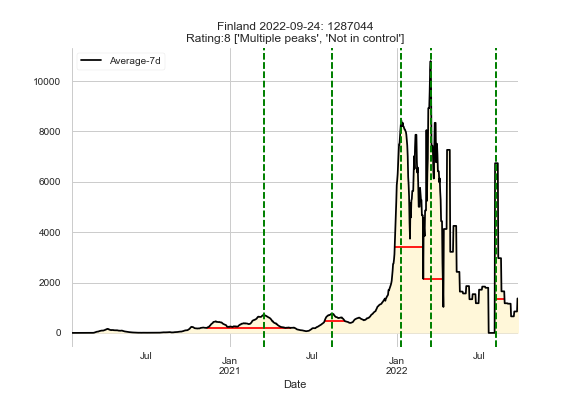 Finland 2022-09-24: 1287044
Rating:8 ['Multiple peaks', 'Not in control']
Average-7d
10000
8000
6000
4000
2000
0
Jul
Jan
2021
Jul
Jan
2022
Jul
Date